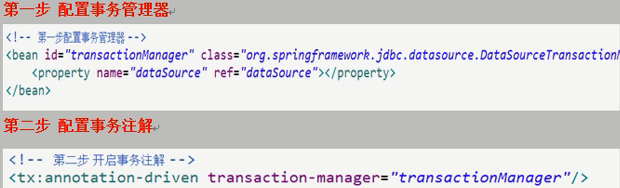 第一步 配置事务管理器
<!-- 第一步配置事务管理器-->
<bean id="transactionManager" class="org.springframework.jdbc.datasource.DataSourceTransaction
<property name="dataSource" ref="dataSource"></property>
</bean>
第二步 配置事务注解
<!-- 第二步 开启事务注解 -->
<tx:annotation-driven transaction-manager="transactionManager"/>